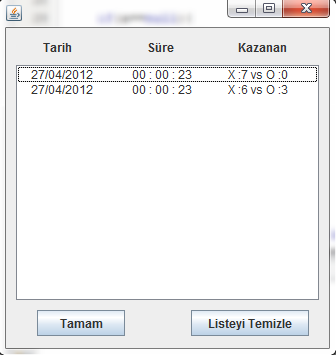 Tarih Süre Kazanan
27/04/2012 00 : 00 : 23 X :7 vs O :0
27/04/2012 00 : 00 : 23 X :6 vs O :3
Tamam Listeyi Temizle